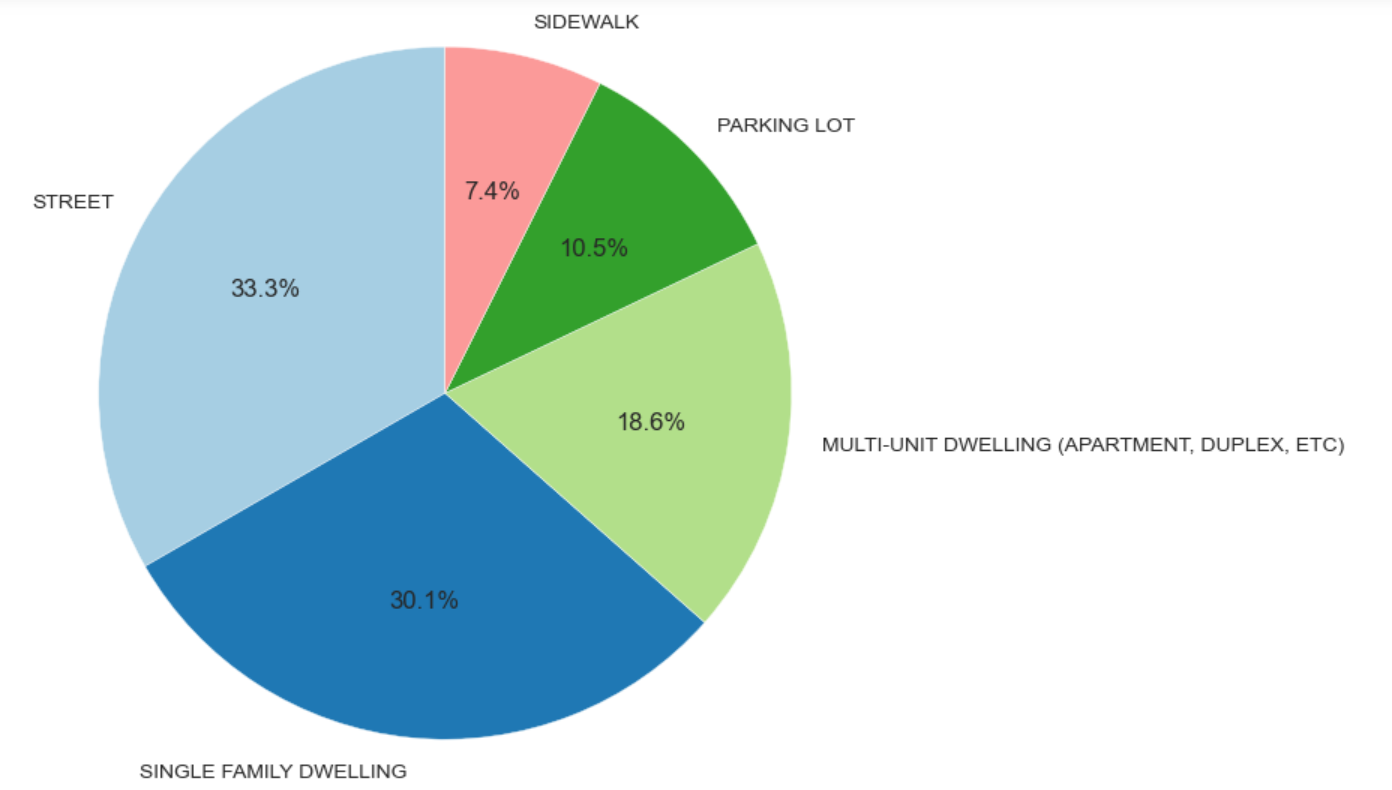 SIDEWALK
PARKING LOT
7.4%
STREET
10.5%
33.3%
18.6%
MULTI-UNIT DWELLING (APARTMENT, DUPLEX, ETC)
30.1%
SINGLE FAMILY DWELLING